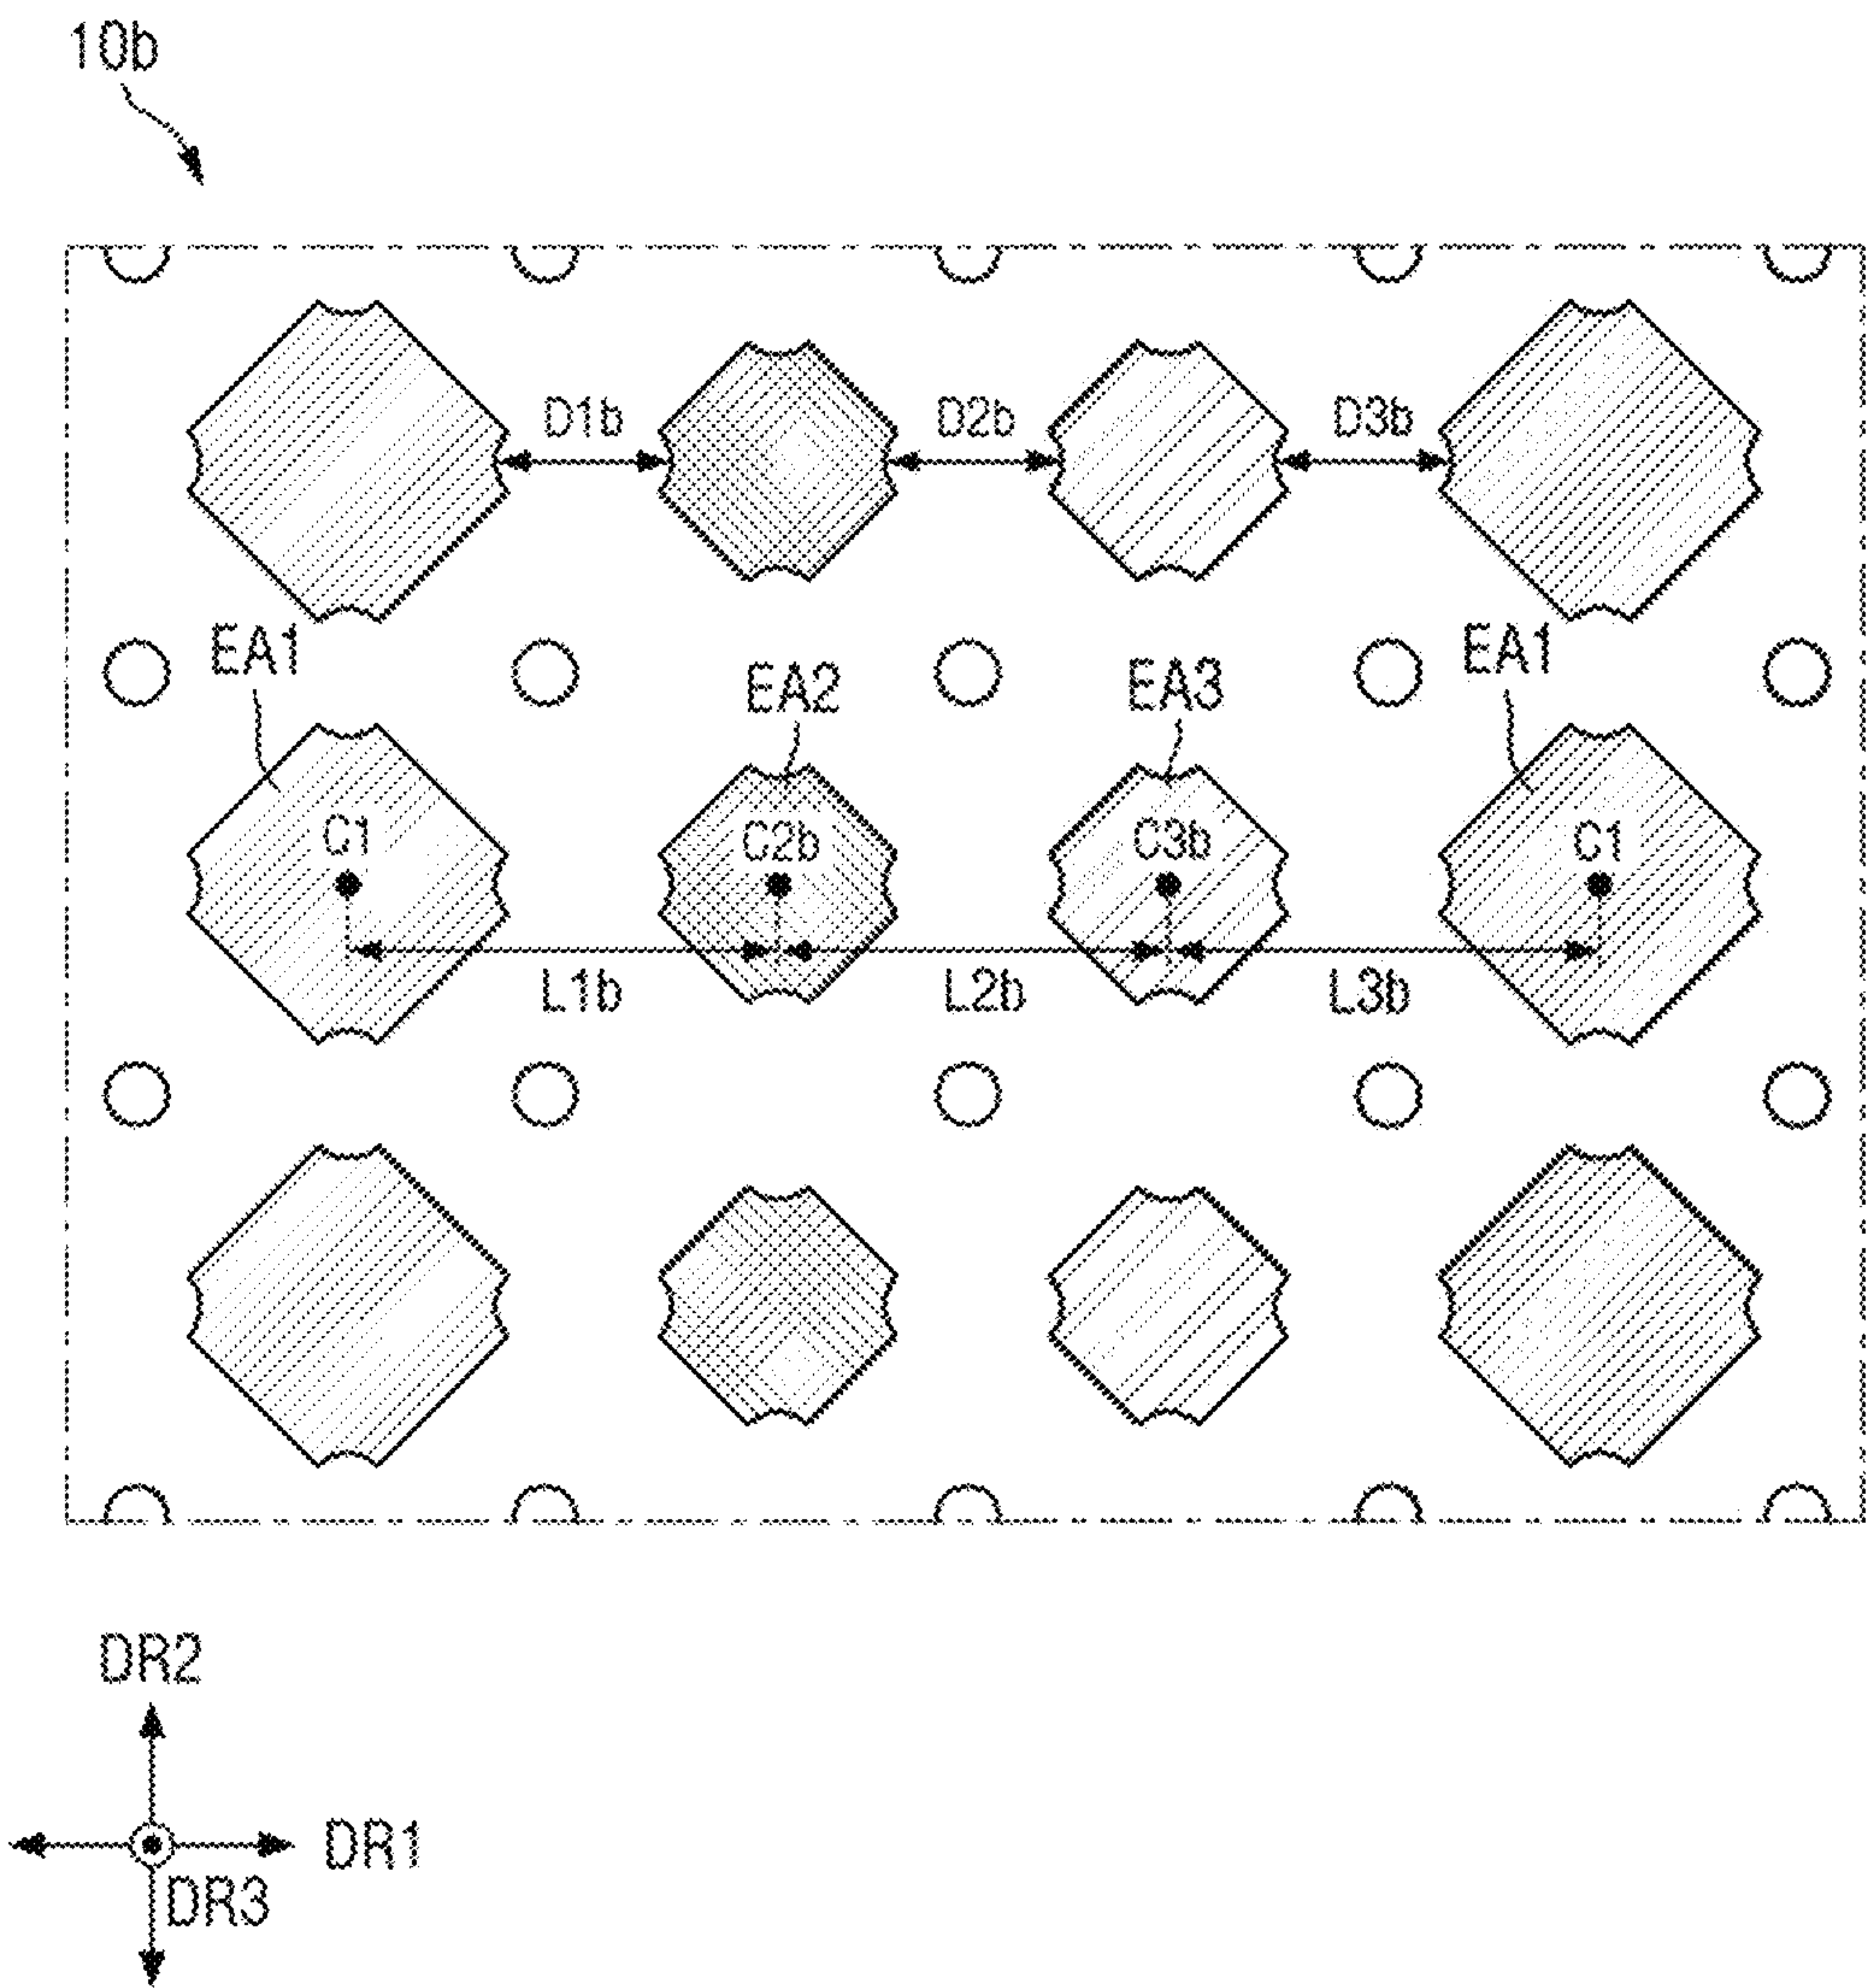 10b
D1b D2b D3b
EA1 EA2 EA3 EA1
C1 C2b C3b C1
L1b L2b L3b
DR2
DR1
DR3